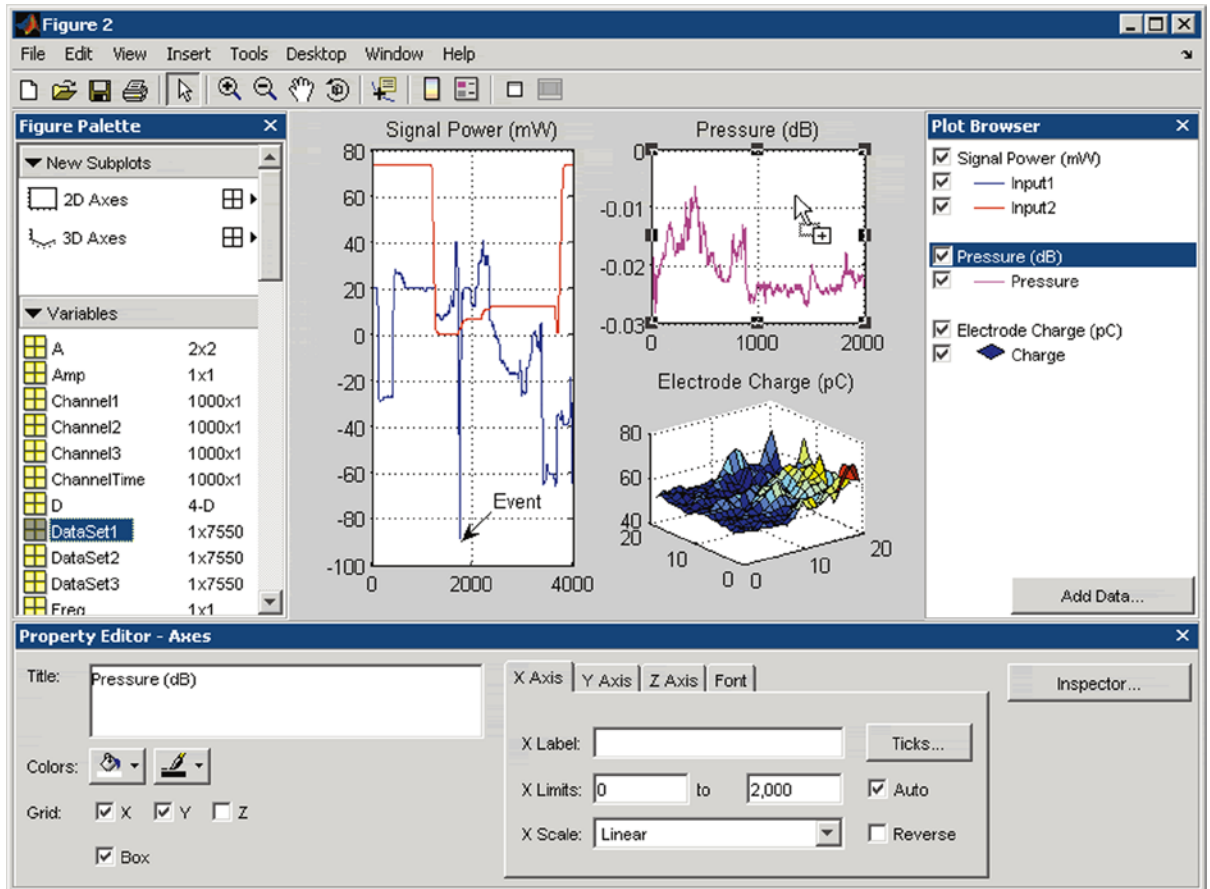 Figure 2
File Edit View Insert Tools Desktop Window Help
Figure Palette
New Subplots
2D Axes
3D Axes
Variables
A 2x2
Amp 1x1
Channel1 1000x1
Channel2 1000x1
Channel3 1000x1
ChannelTime 1000x1
D 4-D
DataSet1 1x7550
DataSet2 1x7550
DataSet3 1x7550
Freq 1x1
Signal Power (mW)
80
60
40
20
0
-20
-40
-60
-80
-100
Event
0 2000 4000
Pressure (dB)
0
-0.01
-0.02
-0.03
0 1000 2000
Electrode Charge (pC)
80
60
40
20 10 0
0 10 20
Plot Browser
Signal Power (mW)
Input1
Input2
Pressure (dB)
Pressure
Electrode Charge (pC)
Charge
Add Data...
Property Editor - Axes
Title: Pressure (dB)
Colors:
Grid: X Y Z
Box
X Axis Y Axis Z Axis Font
X Label: Ticks...
X Limits: 0 to 2,000 Auto
X Scale: Linear Reverse
Inspector...